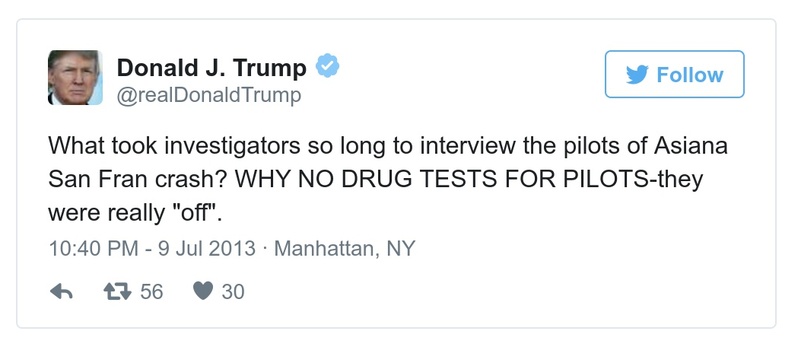 Donald J. Trump
@realDonaldTrump
Follow
What took investigators so long to interview the pilots of Asiana
San Fran crash? WHY NO DRUG TESTS FOR PILOTS-they
were really "off".
10:40 PM - 9 Jul 2013 · Manhattan, NY
56 30